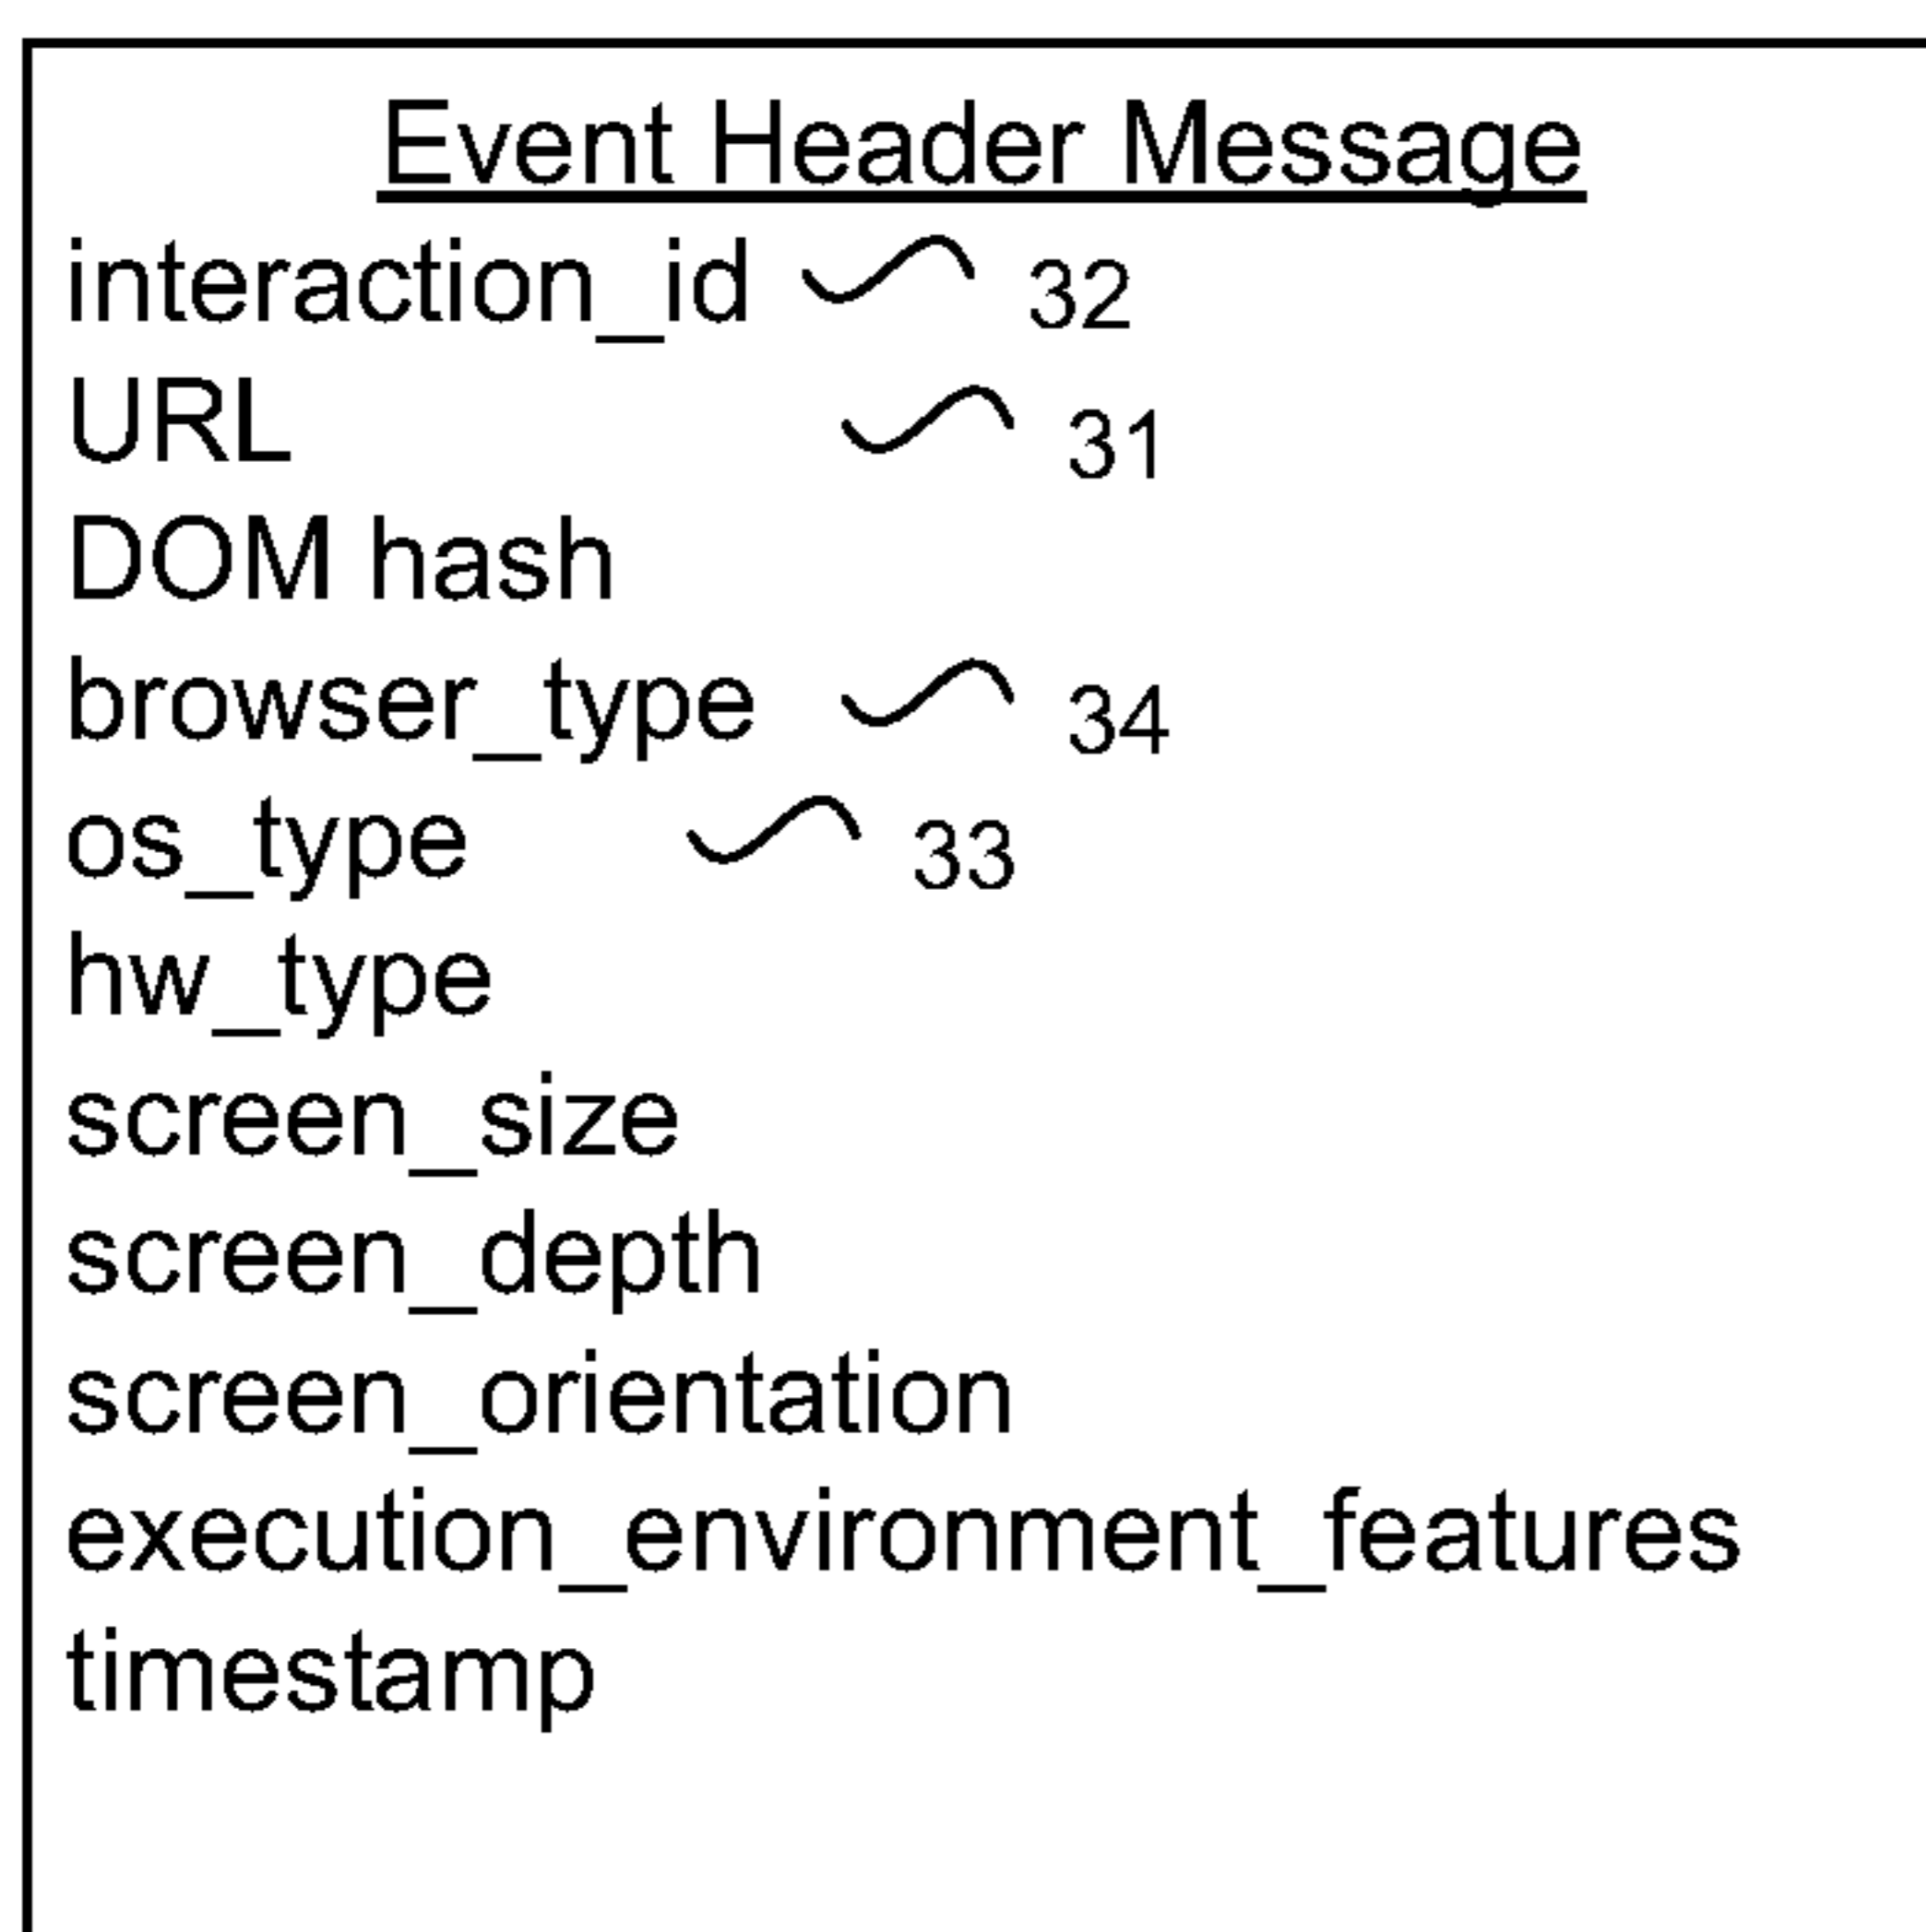 Event Header Message
interaction_id 32
URL 31
DOM hash
browser_type 34
os_type 33
hw_type
screen_size
screen_depth
screen_orientation
execution_environment_features
timestamp